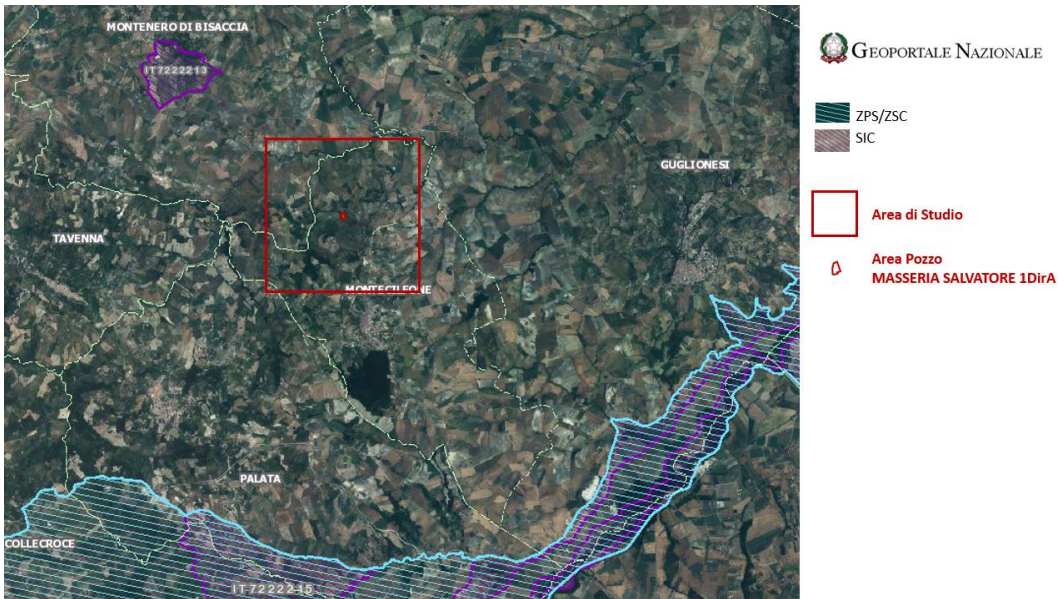 MONTENERO DI BISACCIA
IT7222213
GUGLIONESI
TAVENNA
MONTECILFONE
PALATA
COLLECROCE
IT7222215
GEOPORTALE NAZIONALE
ZPS/ZSC
SIC
Area di Studio
Area Pozzo
MASSERIA SALVATORE 1DirA